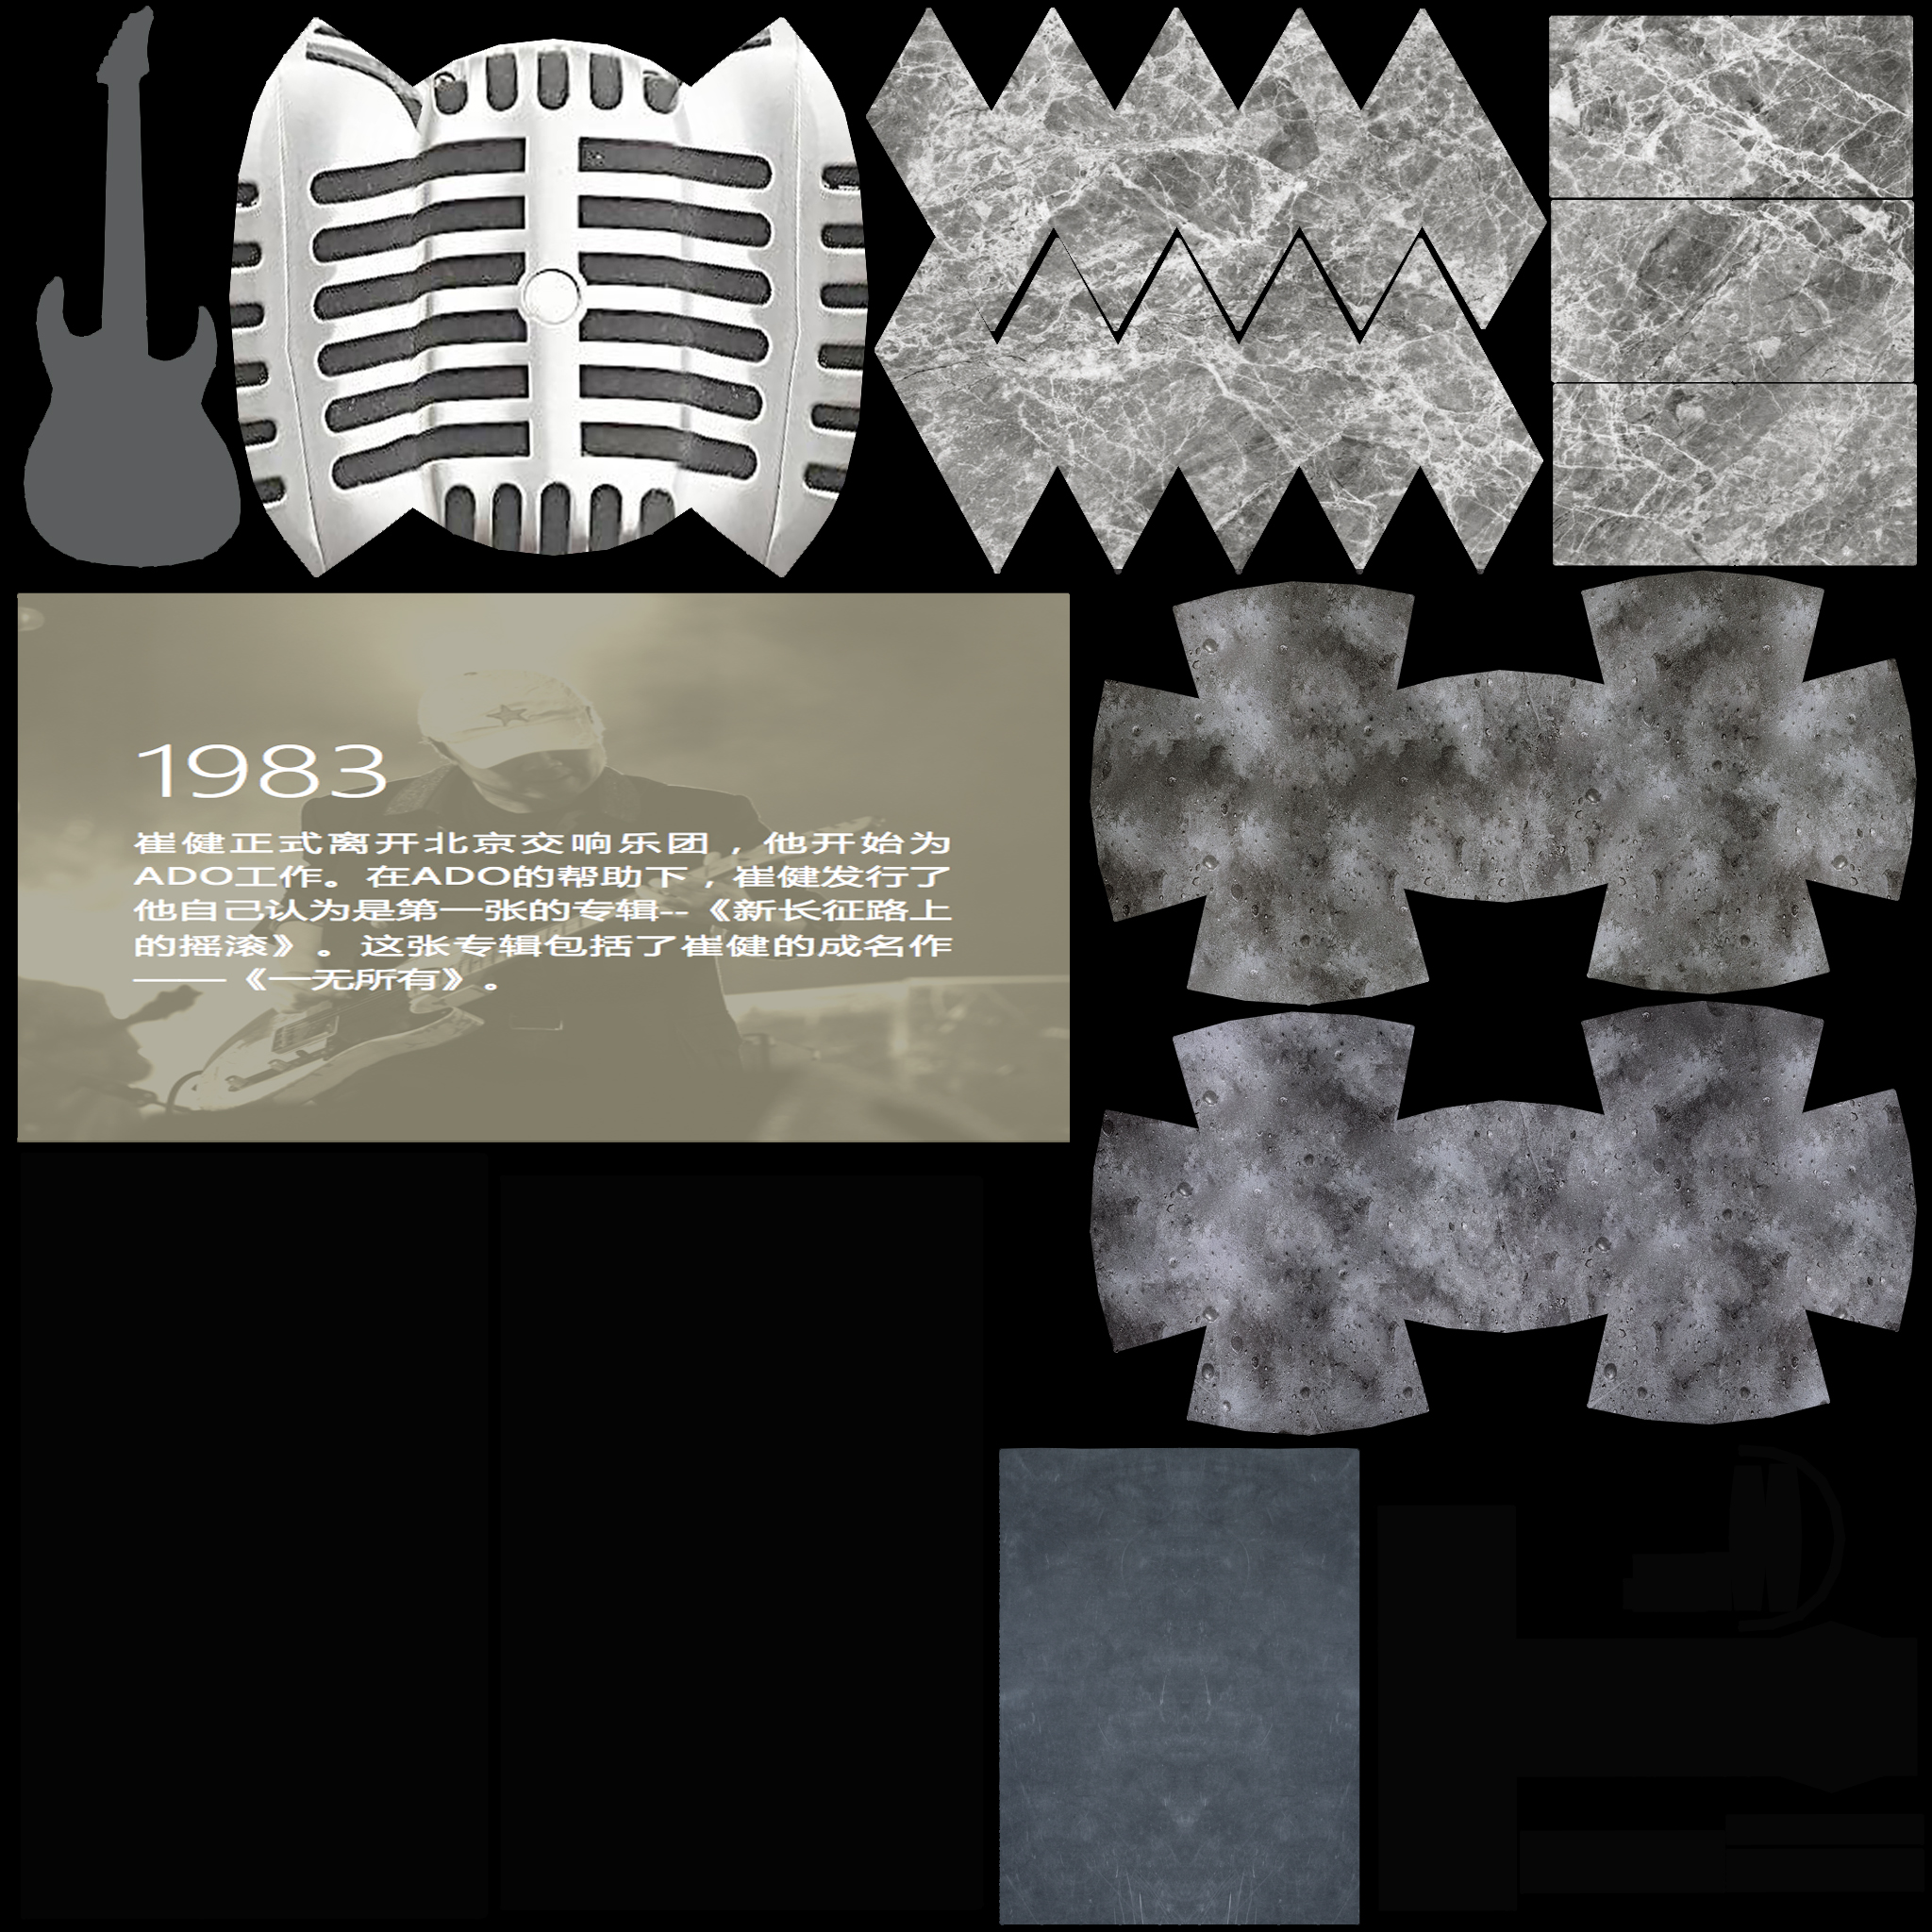 1983
崔健正式离开北京交响乐团，他开始为
ADO工作。在ADO的帮助下，崔健发行了
他自己认为是第一张的专辑--《新长征路上
的摇滚》。这张专辑包括了崔健的成名作
——《一无所有》。